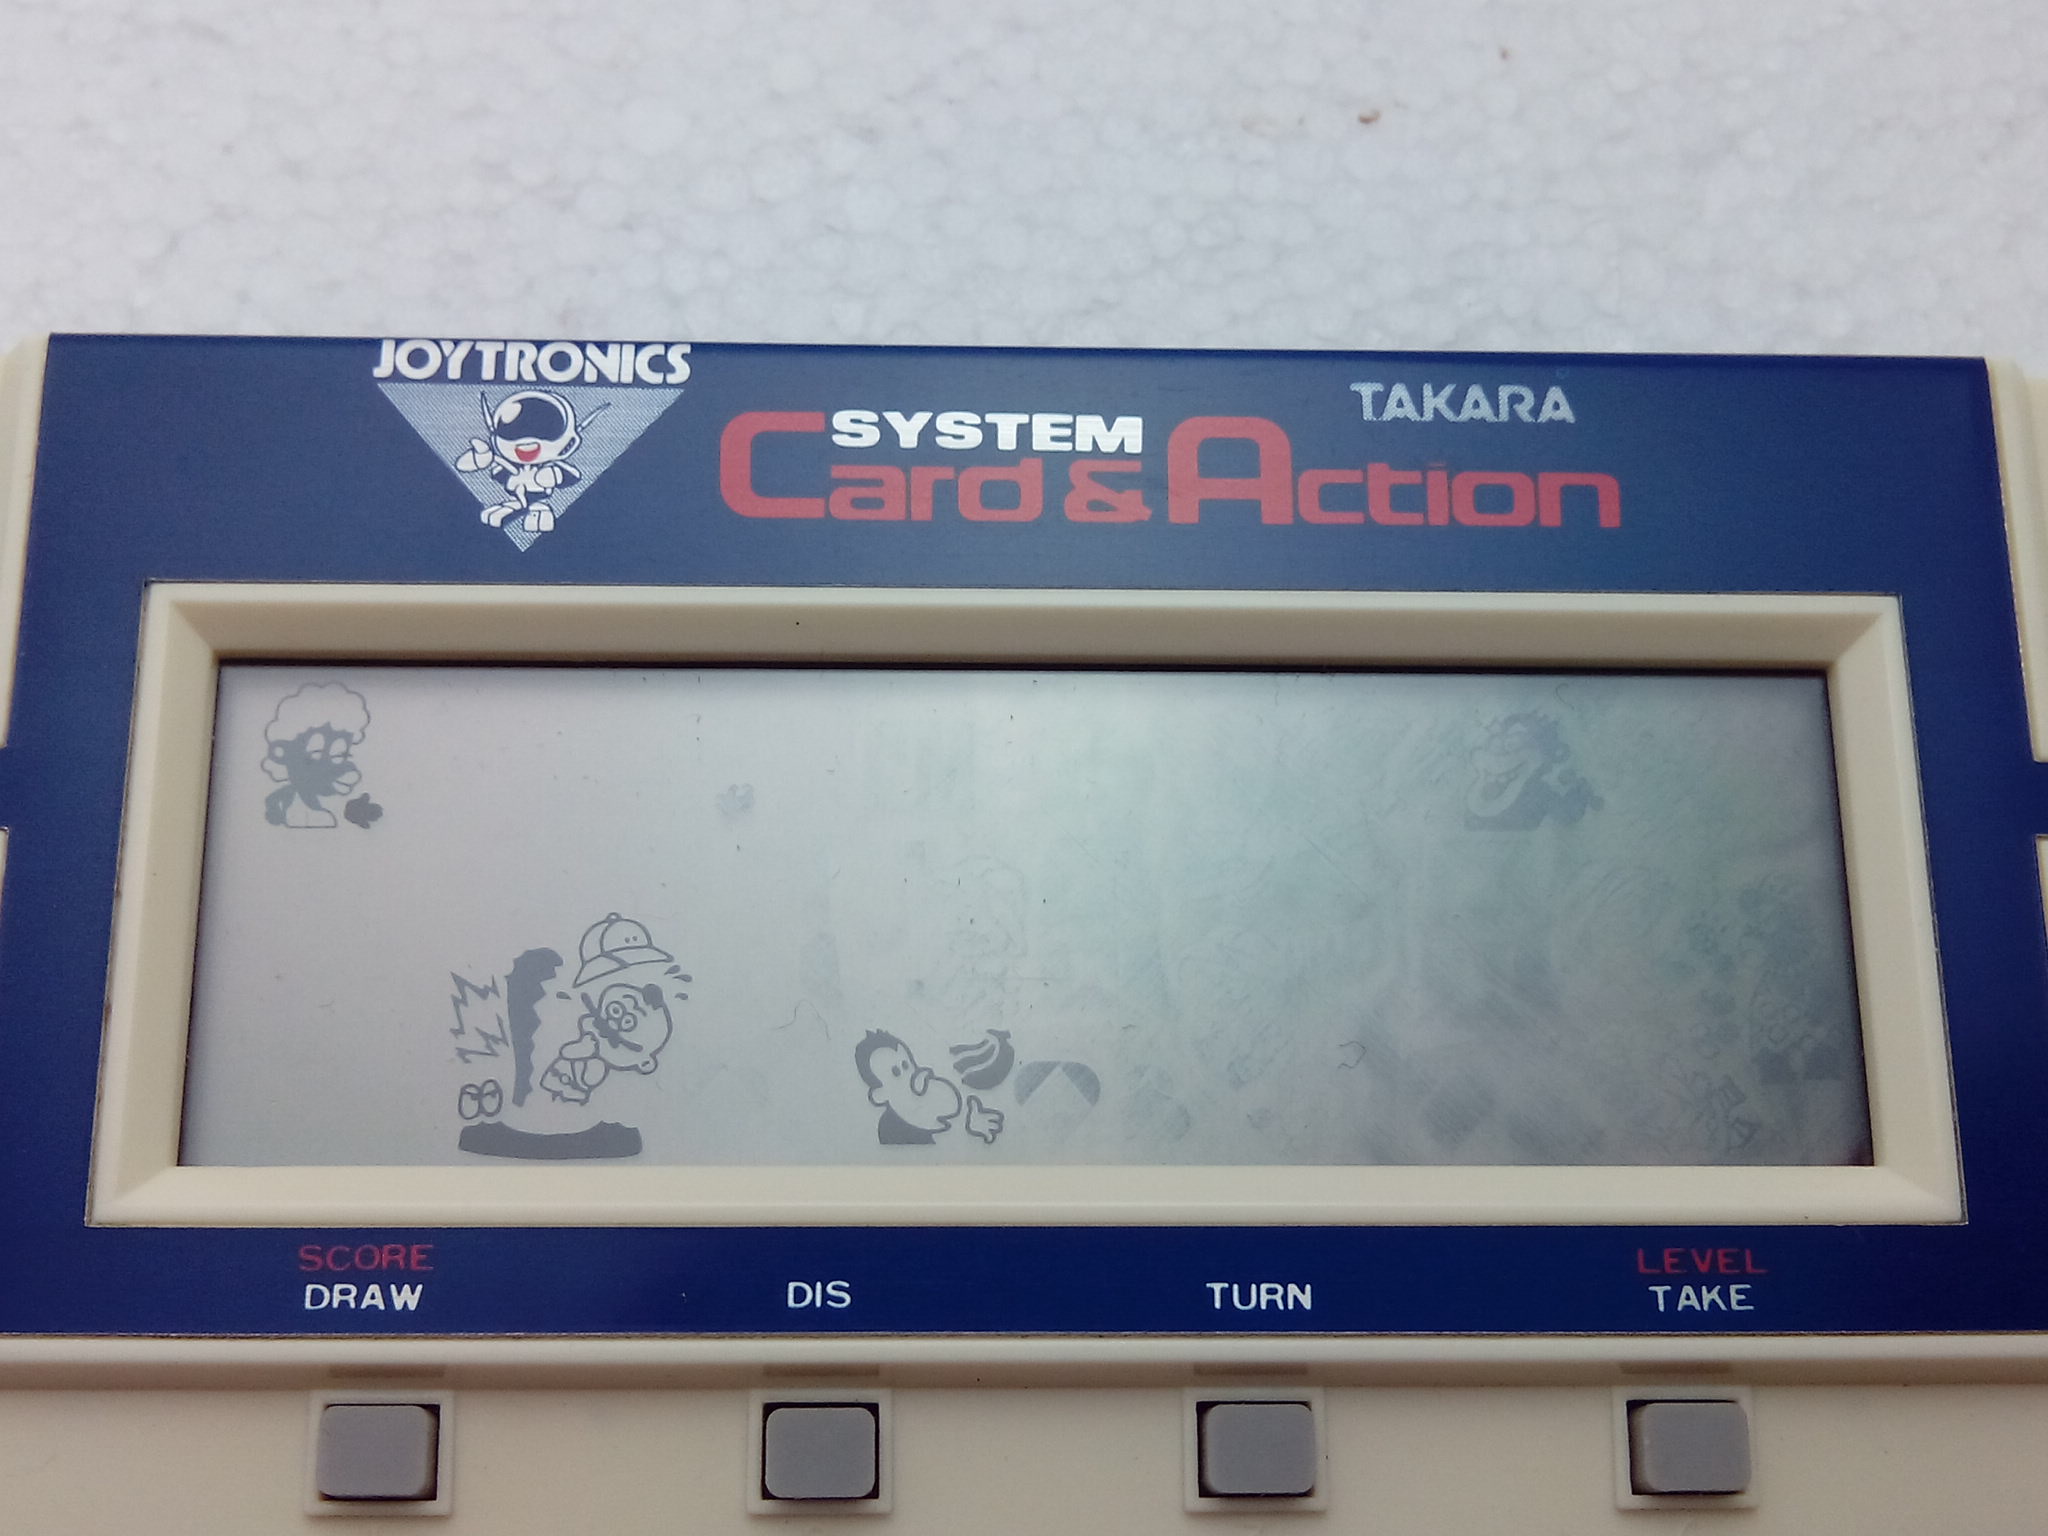 JOYTRONICS
TAKARA
SYSTEM
Card & Action
SCORE
DRAW
DIS
TURN
LEVEL
TAKE